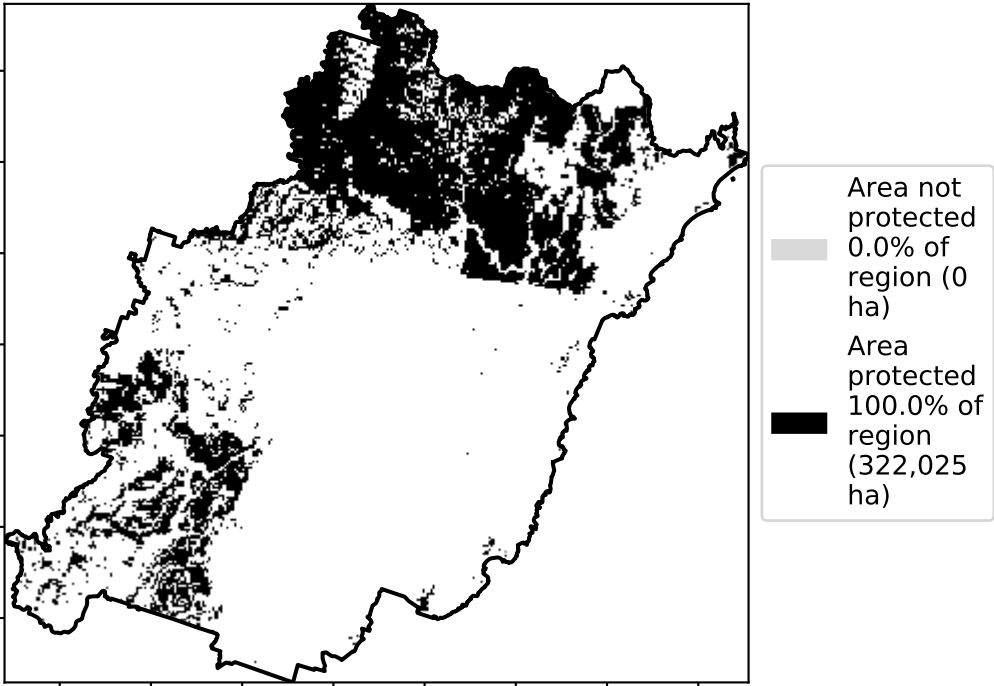 Area not
protected
0.0% of
region (0
ha)
Area
protected
100.0% of
region
(322,025
ha)